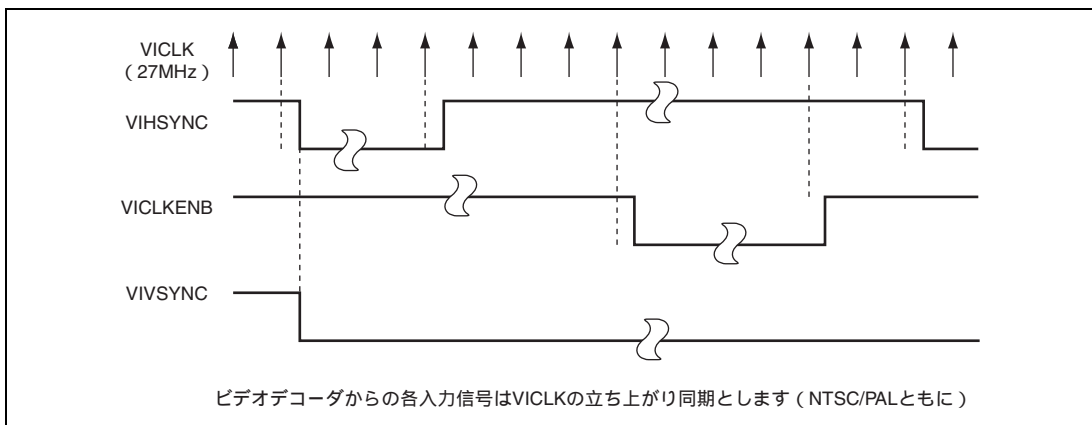 VICLK
（27MHz）
VIHSYNC
VICLKENB
VIVSYNC
ビデオデコーダからの各入力信号はVICLKの立ち上がり同期とします（NTSC/PALともに）